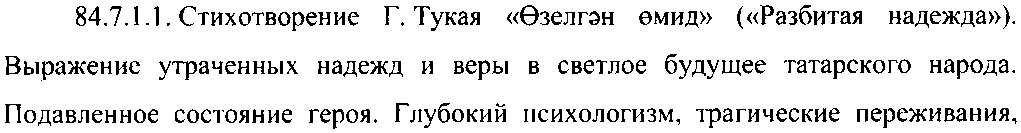 84.7.1.1. Стихотворение Г. Тукая «Өзелгән өмид» («Разбитая надежда»).
Выражение утраченных надежд и веры в светлое будущее татарского народа.
Подавленное состояние героя. Глубокий психологизм, трагические переживания,